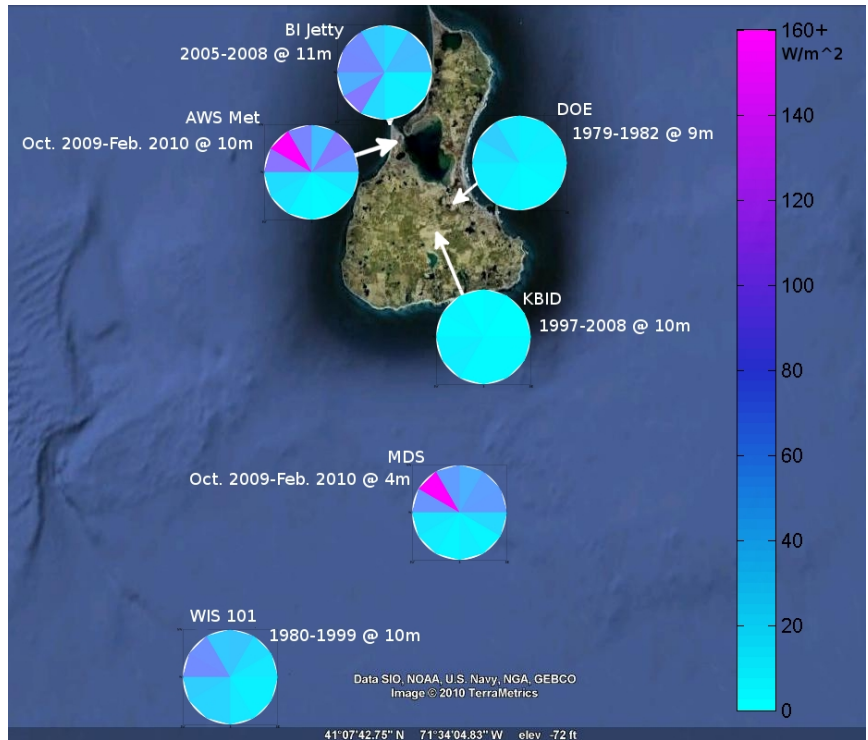 BI Jetty
2005-2008 @ 11m
AWS Met
Oct. 2009-Feb. 2010 @ 10m
DOE
1979-1982 @ 9m
KBID
1997-2008 @ 10m
MDS
Oct. 2009-Feb. 2010 @ 4m
WIS 101
1980-1999 @ 10m
160+
W/m^2
140
120
100
80
60
40
20
0
Data SIO, NOAA, U.S. Navy, NGA, GEBCO
Image © 2010 TerraMetrics
41°07'42.75" N 71°34'04.83" W elev -72 ft